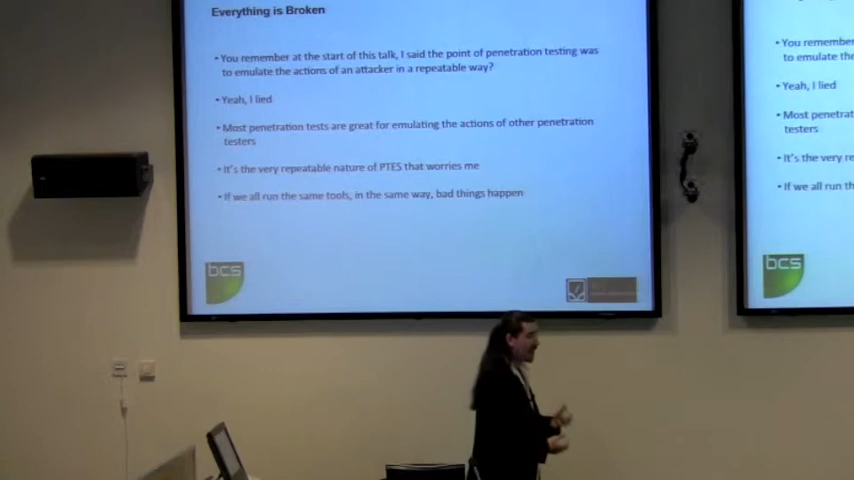 Everything is Broken
• You remember at the start of this talk, I said the point of penetration testing was
to emulate the actions of an attacker in a repeatable way?
• Yeah, I lied
• Most penetration tests are great for emulating the actions of other penetration
testers
• It's the very repeatable nature of PTES that worries me
• If we all run the same tools, in the same way, bad things happen
bcs
• You remember
to emulate the
• Yeah, I lied
• Most penetrat
testers
• It's the very re
• If we all run th
bcs